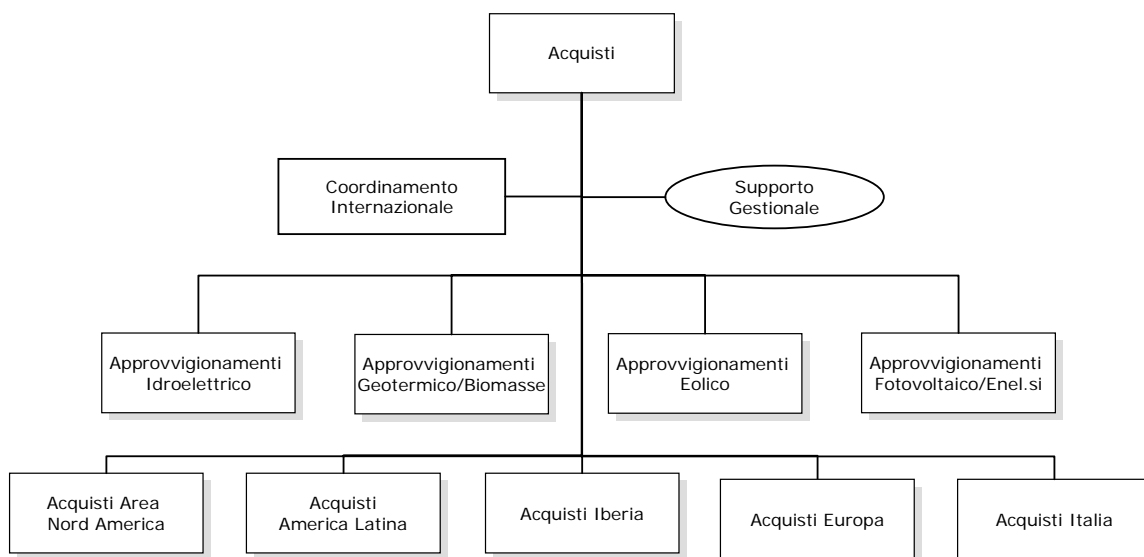 Acquisti
Coordinamento
Internazionale
Supporto
Gestionale
Approvvigionamenti
Idroelettrico
Approvvigionamenti
Geotermico/Biomasse
Approvvigionamenti
Eolico
Approvvigionamenti
Fotovoltaico/Enel.si
Acquisti Area
Nord America
Acquisti
America Latina
Acquisti Iberia
Acquisti Europa
Acquisti Italia